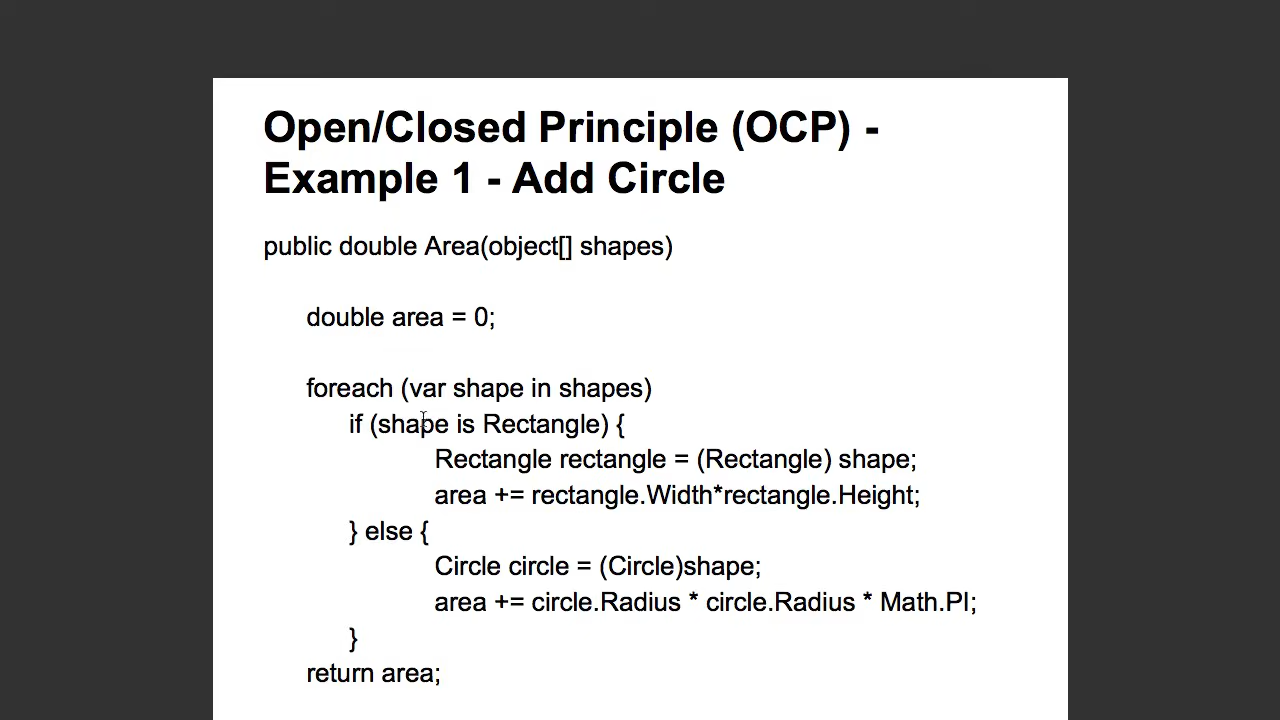 Open/Closed Principle (OCP) -
Example 1 - Add Circle
public double Area(object[] shapes)
double area = 0;
foreach (var shape in shapes)
if (shape is Rectangle) {
Rectangle rectangle = (Rectangle) shape;
area += rectangle.Width*rectangle.Height;
} else {
Circle circle = (Circle)shape;
area += circle.Radius * circle.Radius * Math.PI;
}
return area;